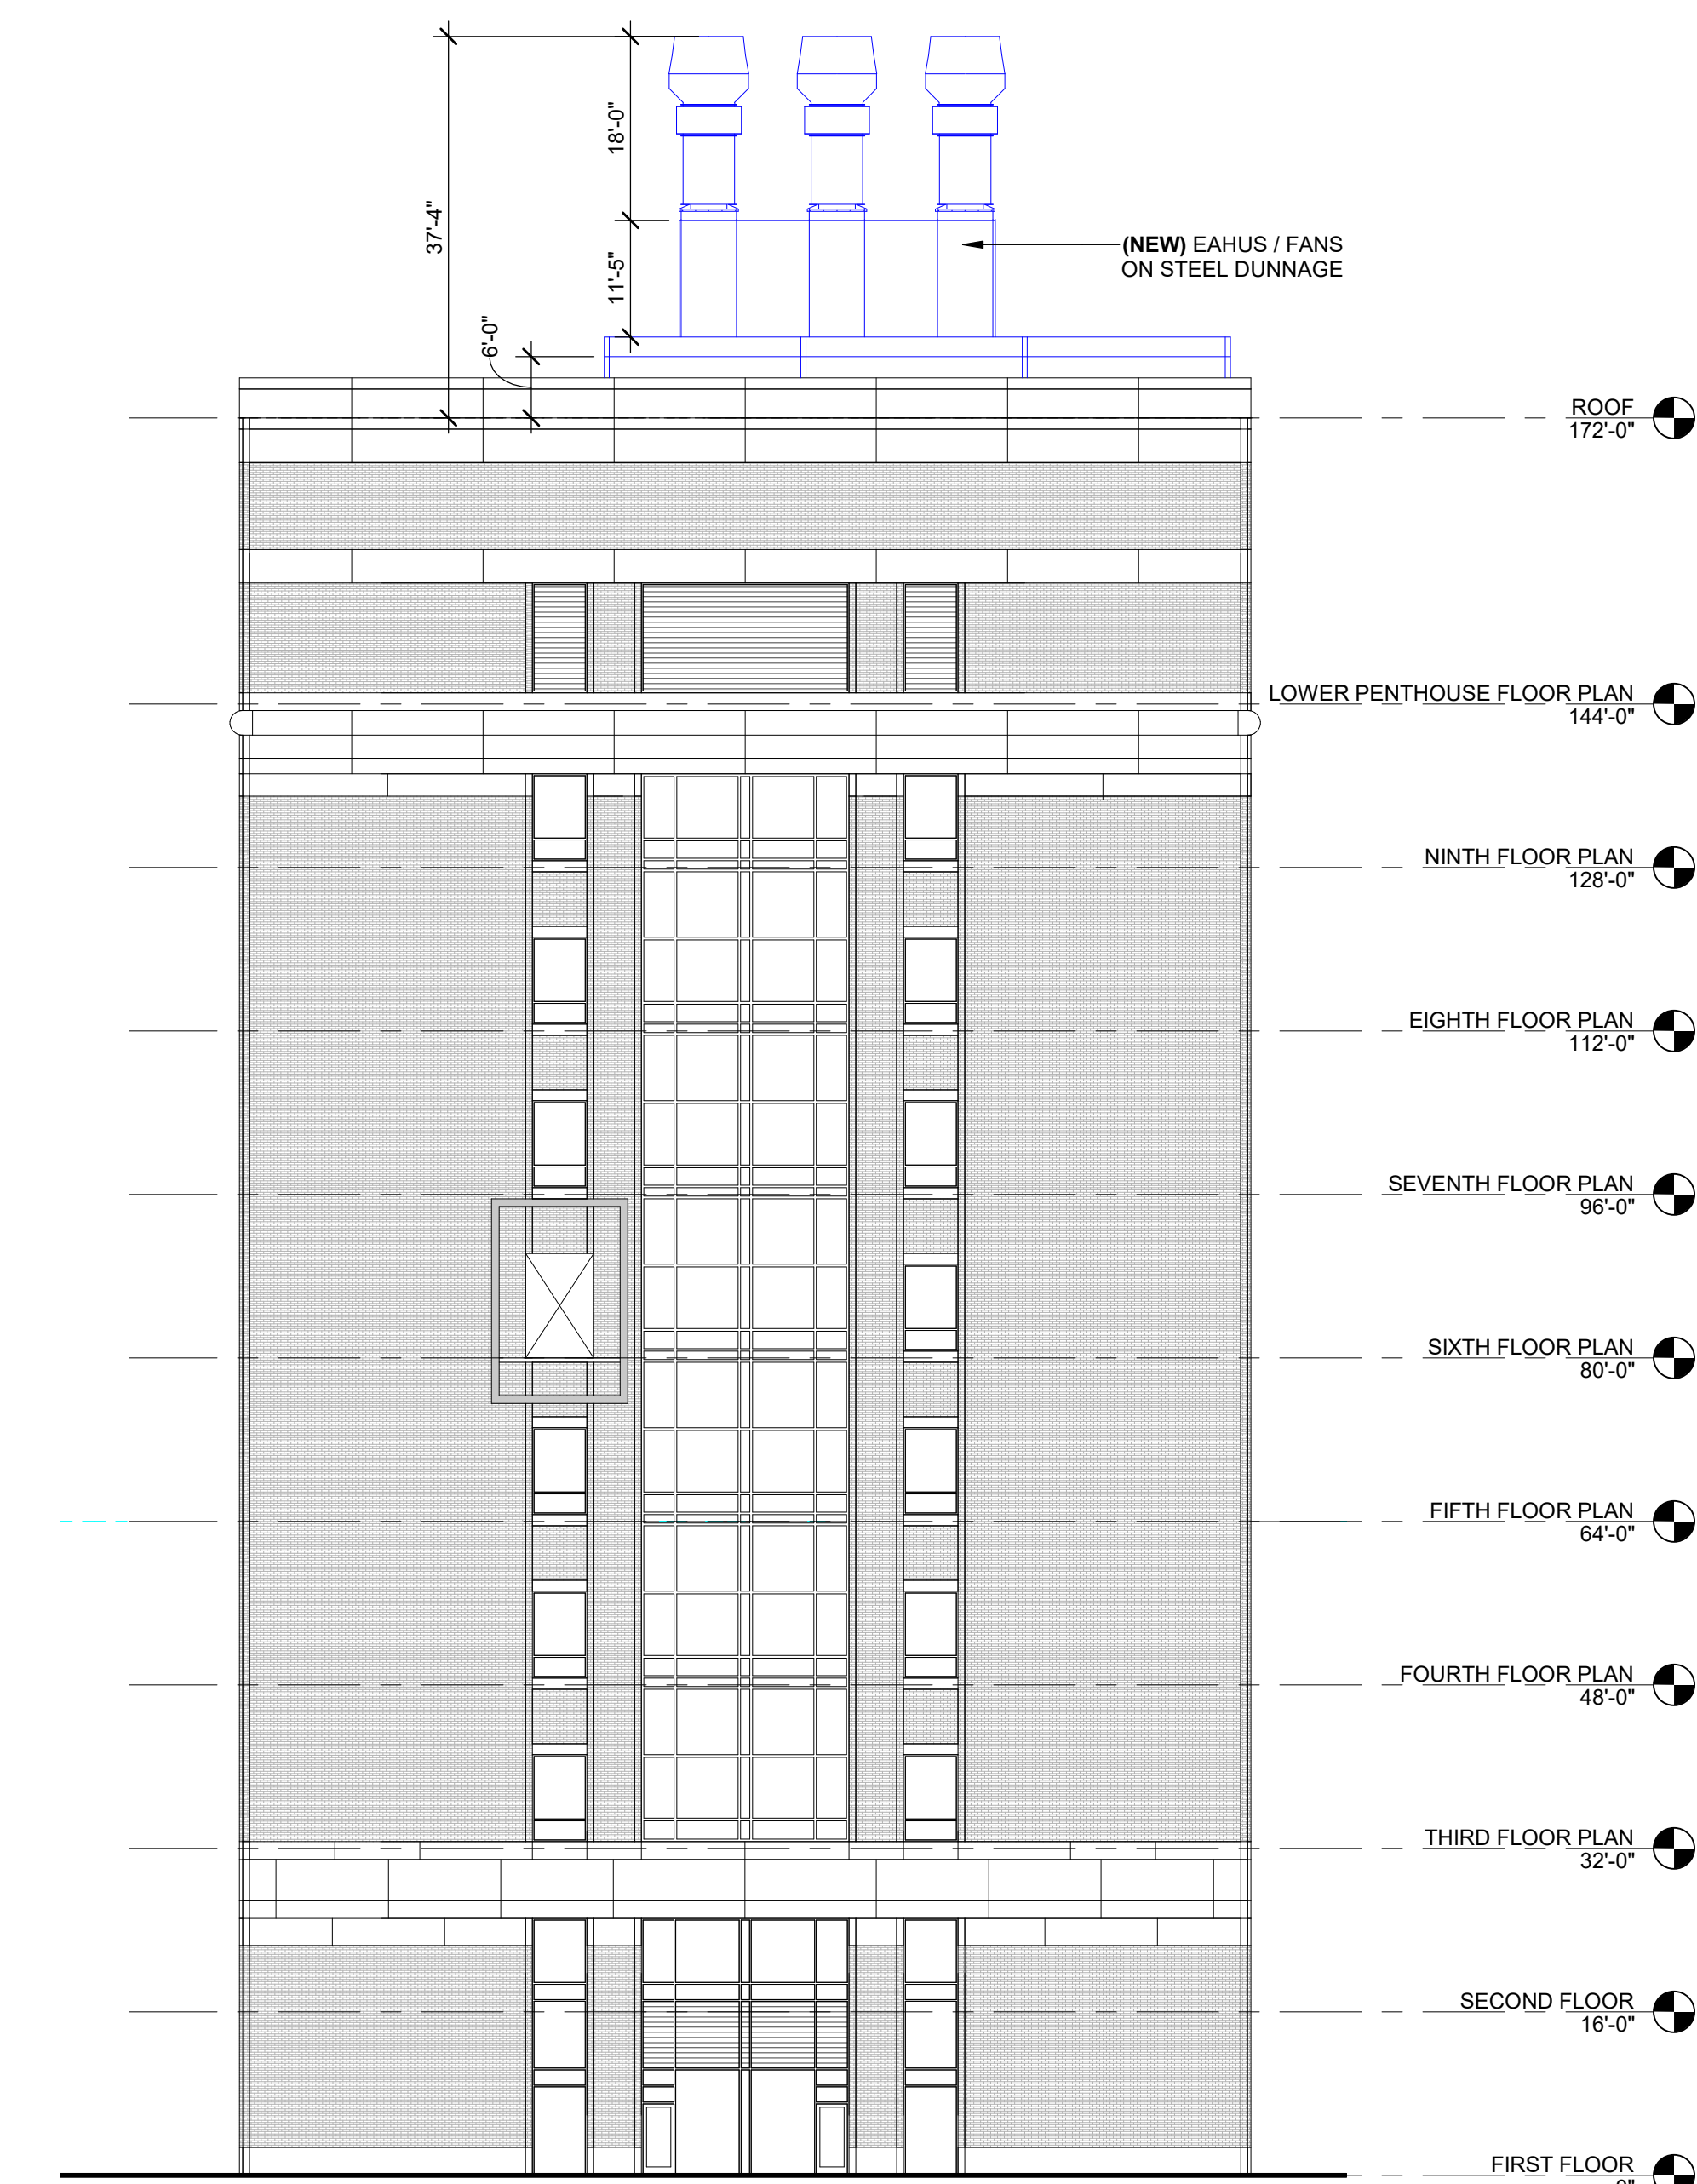 37'-4"
18'-0"
11'-5"
6'-0"
(NEW) EAHUS / FANS
ON STEEL DUNNAGE
ROOF
172'-0"
LOWER PENTHOUSE FLOOR PLAN
144'-0"
NINTH FLOOR PLAN
128'-0"
EIGHTH FLOOR PLAN
112'-0"
SEVENTH FLOOR PLAN
96'-0"
SIXTH FLOOR PLAN
80'-0"
FIFTH FLOOR PLAN
64'-0"
FOURTH FLOOR PLAN
48'-0"
THIRD FLOOR PLAN
32'-0"
SECOND FLOOR
16'-0"
FIRST FLOOR